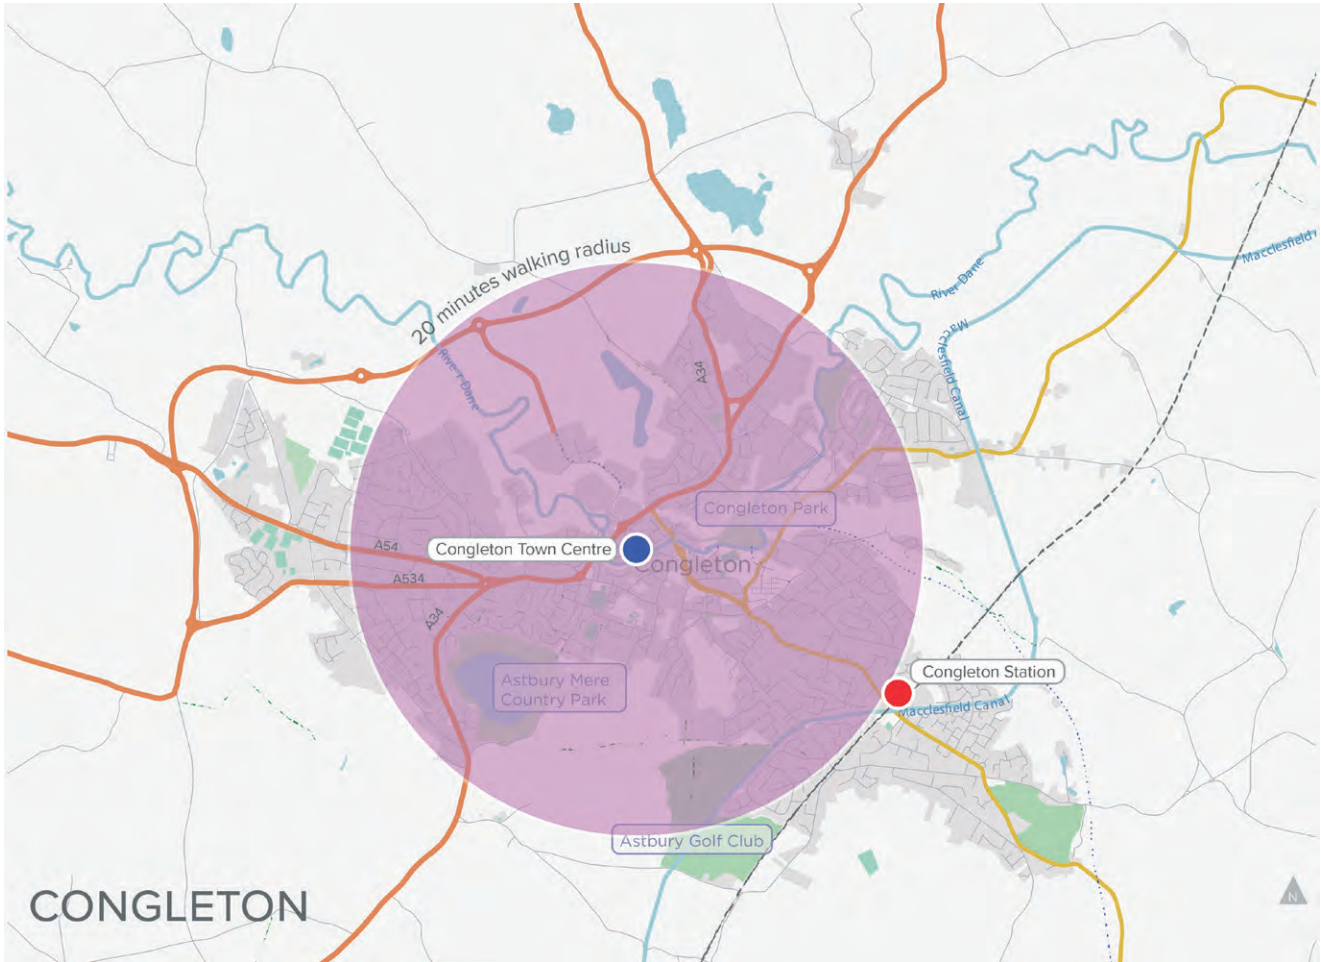 20 minutes walking radius
River Dane
Macclesfield
Macclesfield Canal
River Dane
A34
Congleton Park
Congleton Town Centre
Congleton
A54
A534
A34
Astbury Mere
Country Park
Congleton Station
Macclesfield Canal
Astbury Golf Club
CONGLETON
N